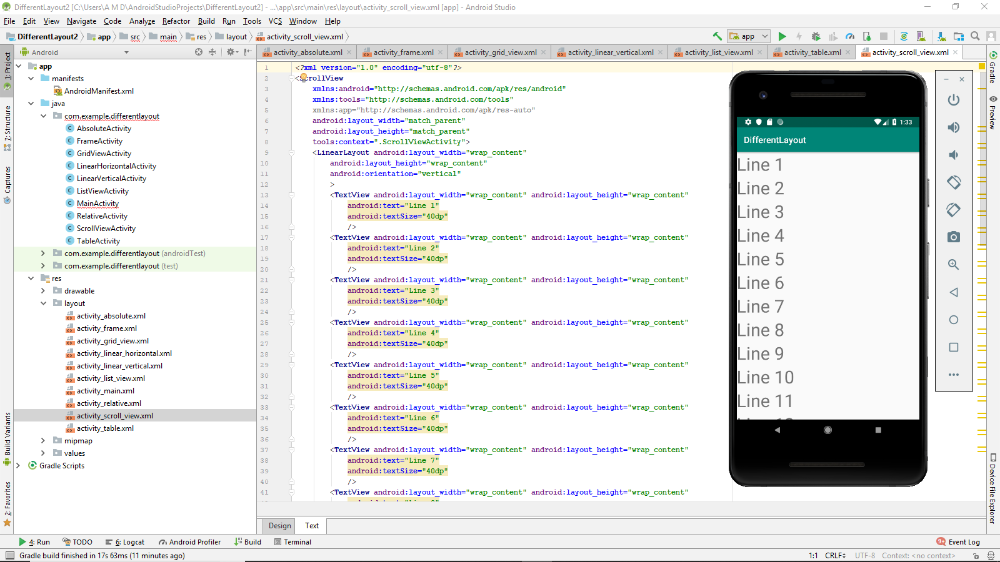 DifferentLayout2 [C:\Users\A M D\AndroidStudioProjects\DifferentLayout2] - ...\app\src\main\res\layout\activity_scroll_view.xml [app] - Android Studio
File Edit View Navigate Code Analyze Refactor Build Run Tools VCS Window Help
DifferentLayout2 app src main res layout activity_scroll_view.xml
app
Android
activity_absolute.xml activity_frame.xml activity_grid_view.xml activity_linear_vertical.xml activity_list_view.xml activity_table.xml activity_scroll_view.xml
1: Project
7: Structure
Captures
Build Variants
2: Favorites
app
manifests
AndroidManifest.xml
java
com.example.differentlayout
AbsoluteActivity
FrameActivity
GridViewActivity
LinearHorizontalActivity
LinearVerticalActivity
ListViewActivity
MainActivity
RelativeActivity
ScrollViewActivity
TableActivity
com.example.differentlayout (androidTest)
com.example.differentlayout (test)
res
drawable
layout
activity_absolute.xml
activity_frame.xml
activity_grid_view.xml
activity_linear_horizontal.xml
activity_linear_vertical.xml
activity_list_view.xml
activity_main.xml
activity_relative.xml
activity_scroll_view.xml
activity_table.xml
mipmap
values
Gradle Scripts
1 <?xml version="1.0" encoding="utf-8"?>
2 <ScrollView
3 xmlns:android="http://schemas.android.com/apk/res/android"
4 xmlns:tools="http://schemas.android.com/tools"
5 xmlns:app="http://schemas.android.com/apk/res-auto"
6 android:layout_width="match_parent"
7 android:layout_height="match_parent"
8 tools:context=".ScrollViewActivity">
9 <LinearLayout android:layout_width="wrap_content"
10 android:layout_height="wrap_content"
11 android:orientation="vertical"
12 >
13 <TextView android:layout_width="wrap_content" android:layout_height="wrap_content"
14 android:text="Line 1"
15 android:textSize="40dp"
16 />
17 <TextView android:layout_width="wrap_content" android:layout_height="wrap_content"
18 android:text="Line 2"
19 android:textSize="40dp"
20 />
21 <TextView android:layout_width="wrap_content" android:layout_height="wrap_content"
22 android:text="Line 3"
23 android:textSize="40dp"
24 />
25 <TextView android:layout_width="wrap_content" android:layout_height="wrap_content"
26 android:text="Line 4"
27 android:textSize="40dp"
28 />
29 <TextView android:layout_width="wrap_content" android:layout_height="wrap_content"
30 android:text="Line 5"
31 android:textSize="40dp"
32 />
33 <TextView android:layout_width="wrap_content" android:layout_height="wrap_content"
34 android:text="Line 6"
35 android:textSize="40dp"
36 />
37 <TextView android:layout_width="wrap_content" android:layout_height="wrap_content"
38 android:text="Line 7"
39 android:textSize="40dp"
40 />
41 <TextView android:layout_width="wrap_content" android:layout_height="wrap_content"
1:33
DifferentLayout
Line 1
Line 2
Line 3
Line 4
Line 5
Line 6
Line 7
Line 8
Line 9
Line 10
Line 11
Gradle
Preview
Device File Explorer
Design Text
4: Run TODO 6: Logcat Android Profiler Build Terminal 9+ Event Log
Gradle build finished in 17s 63ms (11 minutes ago) 1:1 CRLF UTF-8 Context: <no context>